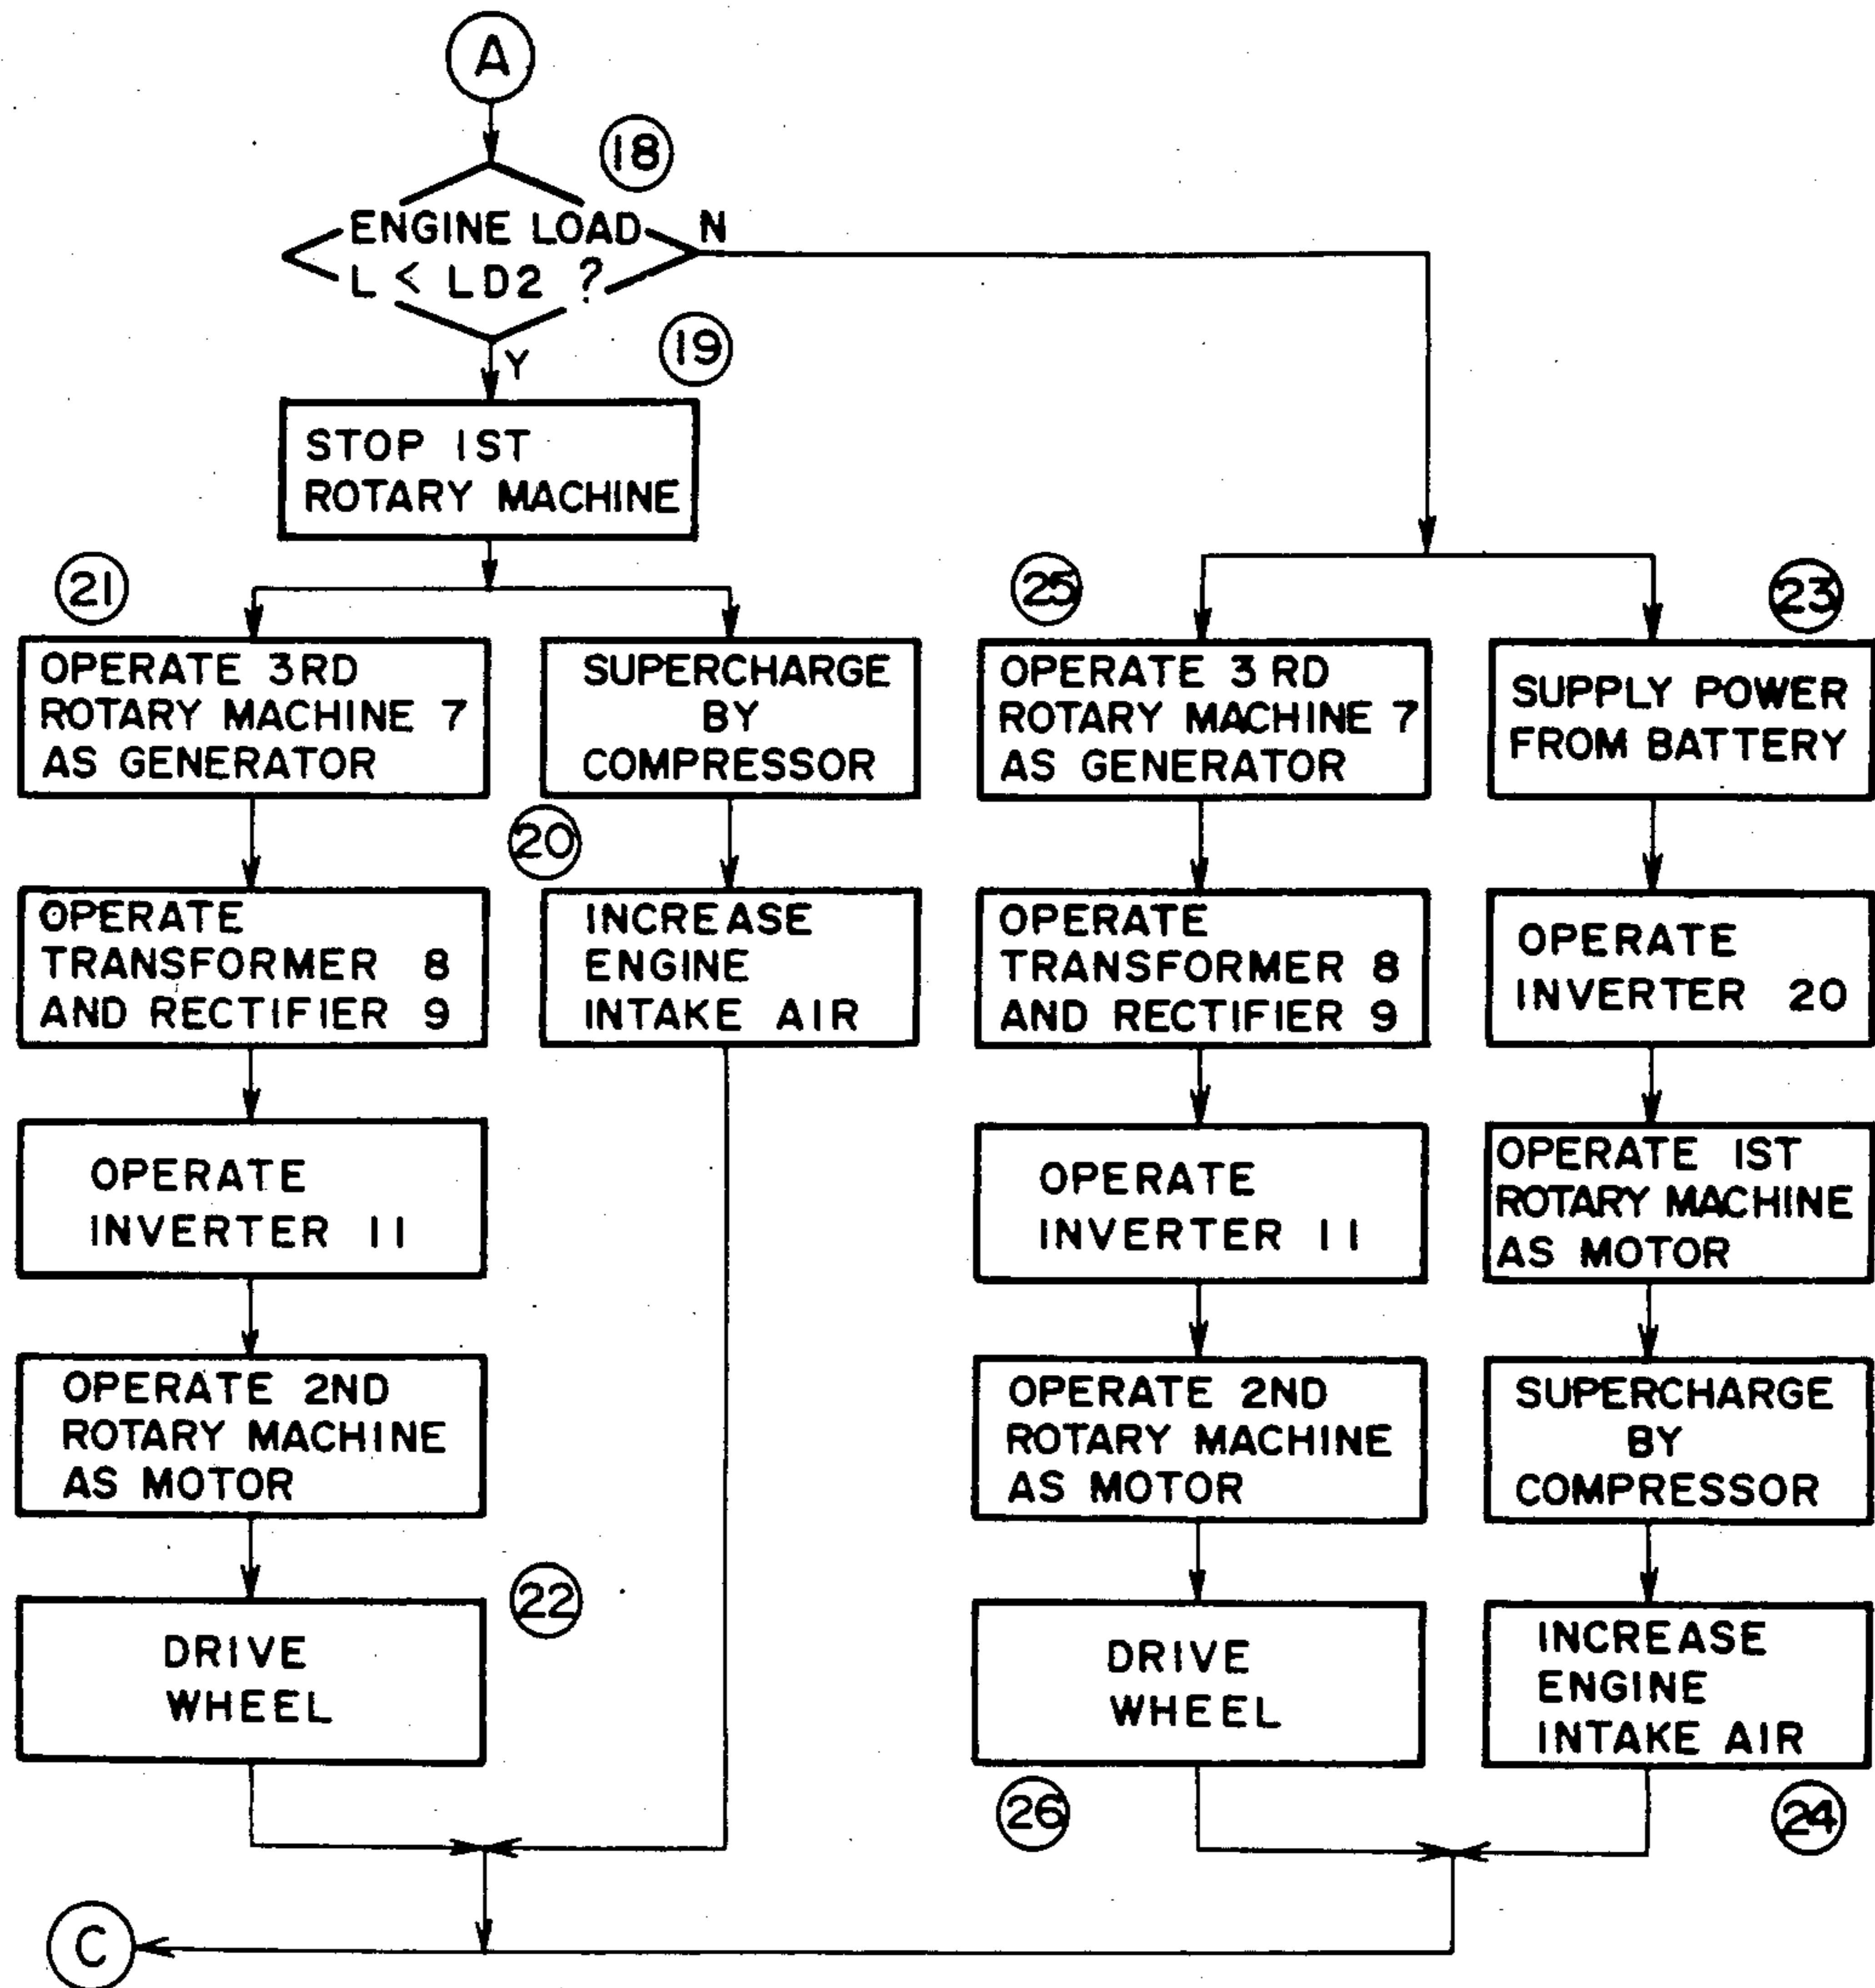 A
18
ENGINE LOAD
L < LD2 ?
N
Y
19
STOP 1ST
ROTARY MACHINE
21
OPERATE 3RD
ROTARY MACHINE 7
AS GENERATOR
SUPERCHARGE
BY
COMPRESSOR
25
OPERATE 3RD
ROTARY MACHINE 7
AS GENERATOR
23
SUPPLY POWER
FROM BATTERY
OPERATE
TRANSFORMER 8
AND RECTIFIER 9
20
INCREASE
ENGINE
INTAKE AIR
OPERATE
TRANSFORMER 8
AND RECTIFIER 9
OPERATE
INVERTER 20
OPERATE
INVERTER 11
OPERATE
INVERTER 11
OPERATE 1ST
ROTARY MACHINE
AS MOTOR
OPERATE 2ND
ROTARY MACHINE
AS MOTOR
OPERATE 2ND
ROTARY MACHINE
AS MOTOR
SUPERCHARGE
BY
COMPRESSOR
22
DRIVE
WHEEL
DRIVE
WHEEL
26
INCREASE
ENGINE
INTAKE AIR
24
C